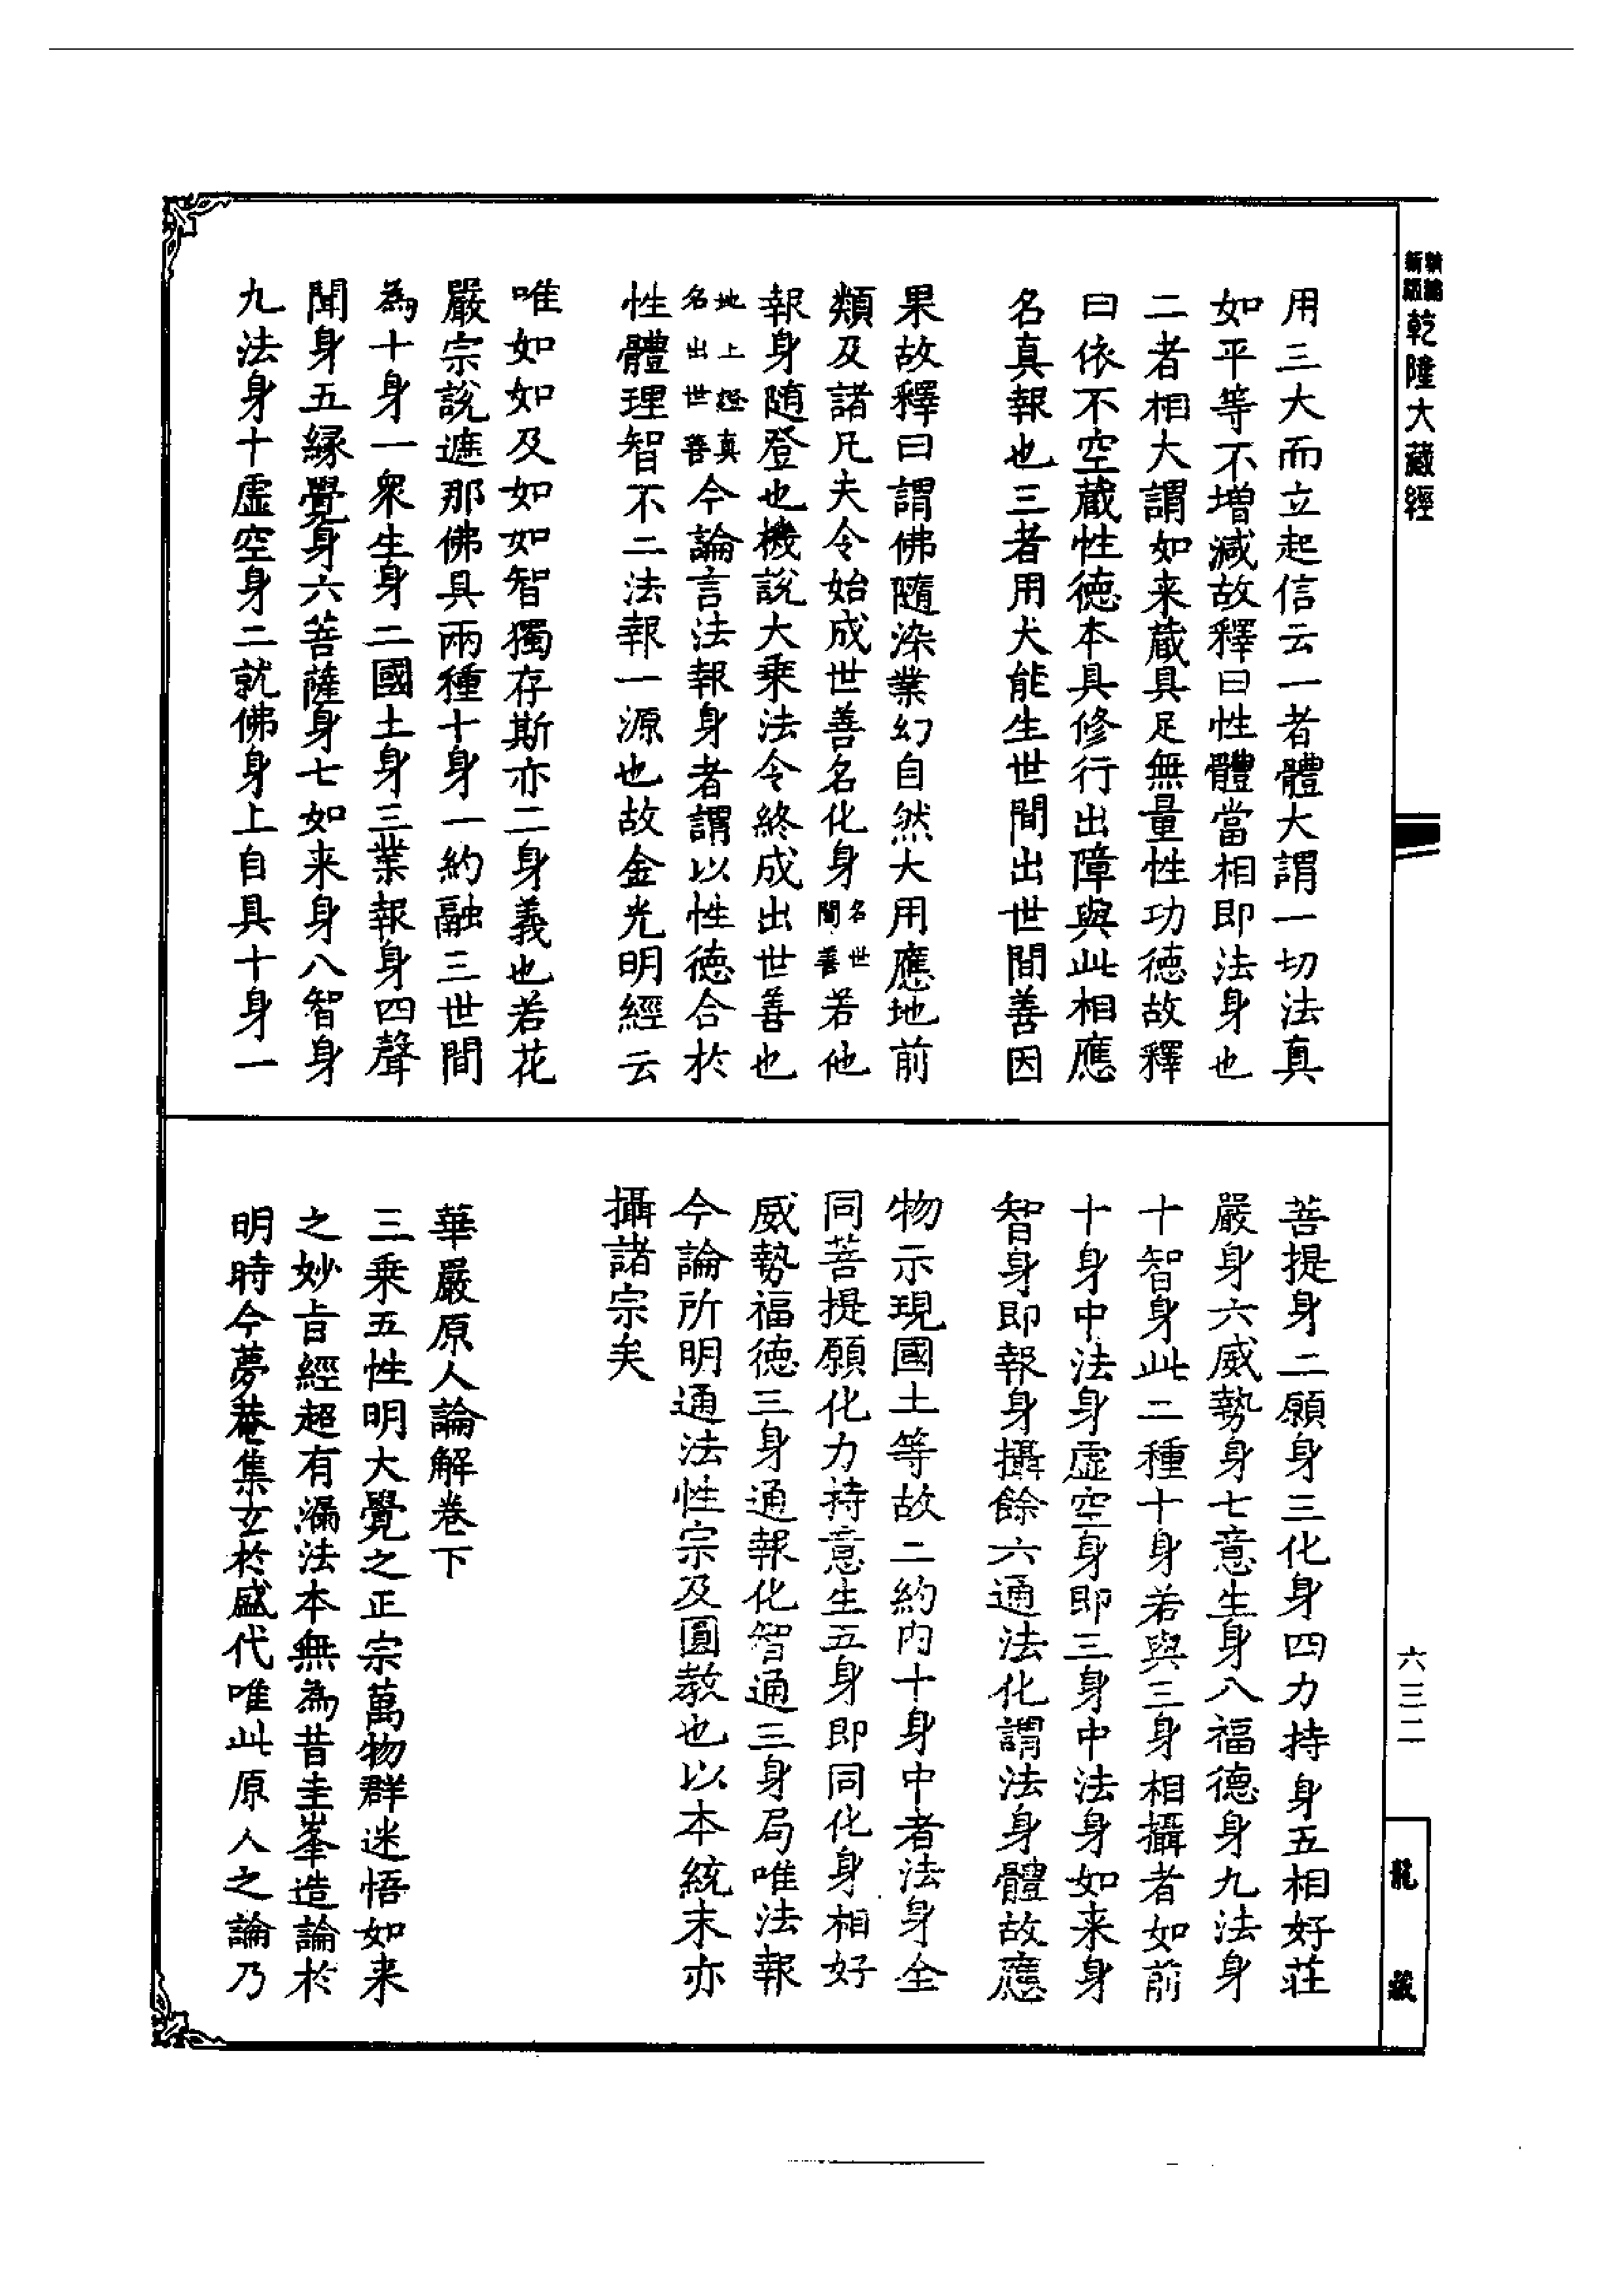 乾隆大藏經
用三大而立起信云一者體大謂一切法真
如平等不增減故釋曰性體當相即法身也
二者相大謂如来蔵具足無量性功德故釋
曰依不空蔵性德本具修行出障與此相應
名真報也三者用大能生世間出世間善因
果故釋曰謂佛隨染業幻自然大用應地前
類及諸凡夫令始成世善名化身名世間善若他
報身随登也機說大乗法令終成出世善也
地上證真名出世善今論言法報身者謂以性德合於
性體理智不二法報一源也故金光明經云
唯如如及如如智獨存斯亦二身義也若花
嚴宗說遮那佛具兩種十身一約融三世間
為十身一衆生身二國土身三業報身四聲
聞身五緣覺身六菩薩身七如来身八智身
九法身十虛空身二就佛身上自具十身一
菩提身二願身三化身四力持身五相好莊
嚴身六威勢身七意生身八福德身九法身
十智身此二種十身若與三身相攝者如前
十身中法身虛空身即三身中法身如来身
智身即報身攝餘六通法化謂法身體故應
物示現國土等故二約內十身中者法身全
同菩提願化力持意生五身即同化身相好
威勢福德三身通報化智通三身局唯法報
今論所明通法性宗及圓教也以本統末亦
攝諸宗矣
華嚴原人論解卷下
三乗五性明大覺之正宗萬物群迷悟如来
之妙旨經超有漏法本無為昔圭峯造論於
明時今夢菴集玄於盛代唯此原人之論乃
六三二
龍藏